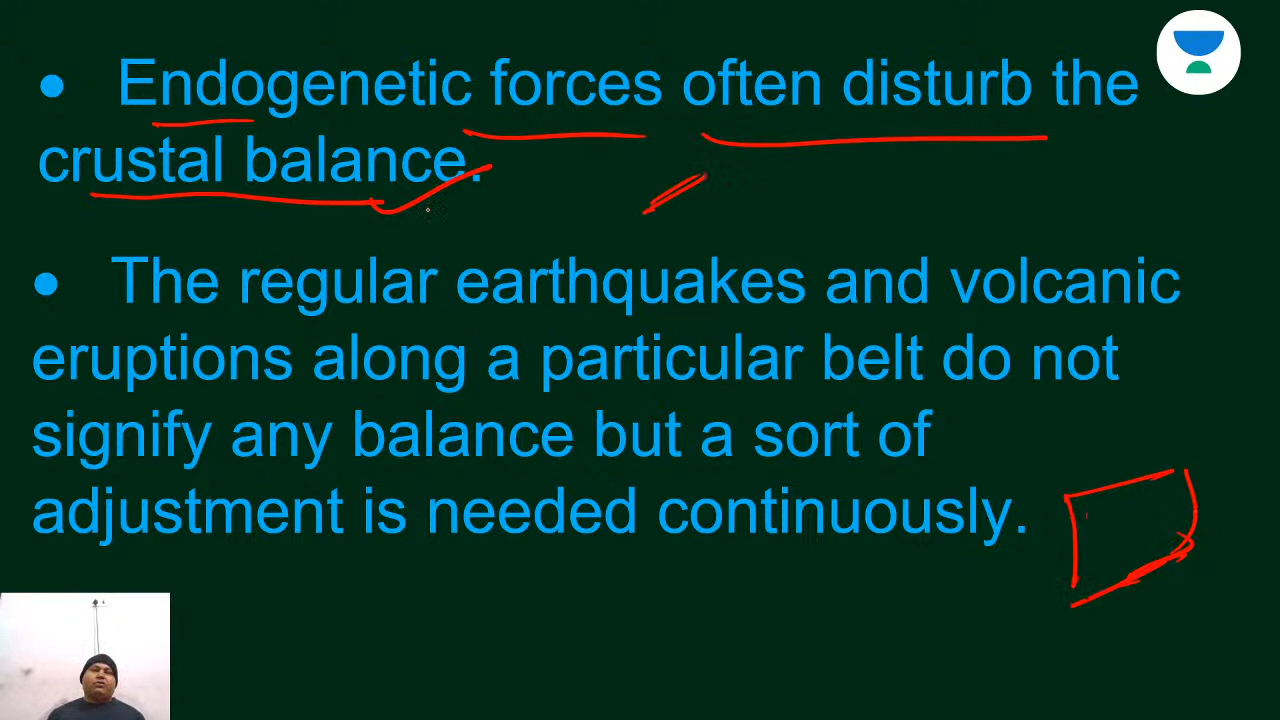 • Endogenetic forces often disturb the
crustal balance.
• The regular earthquakes and volcanic
eruptions along a particular belt do not
signify any balance but a sort of
adjustment is needed continuously.